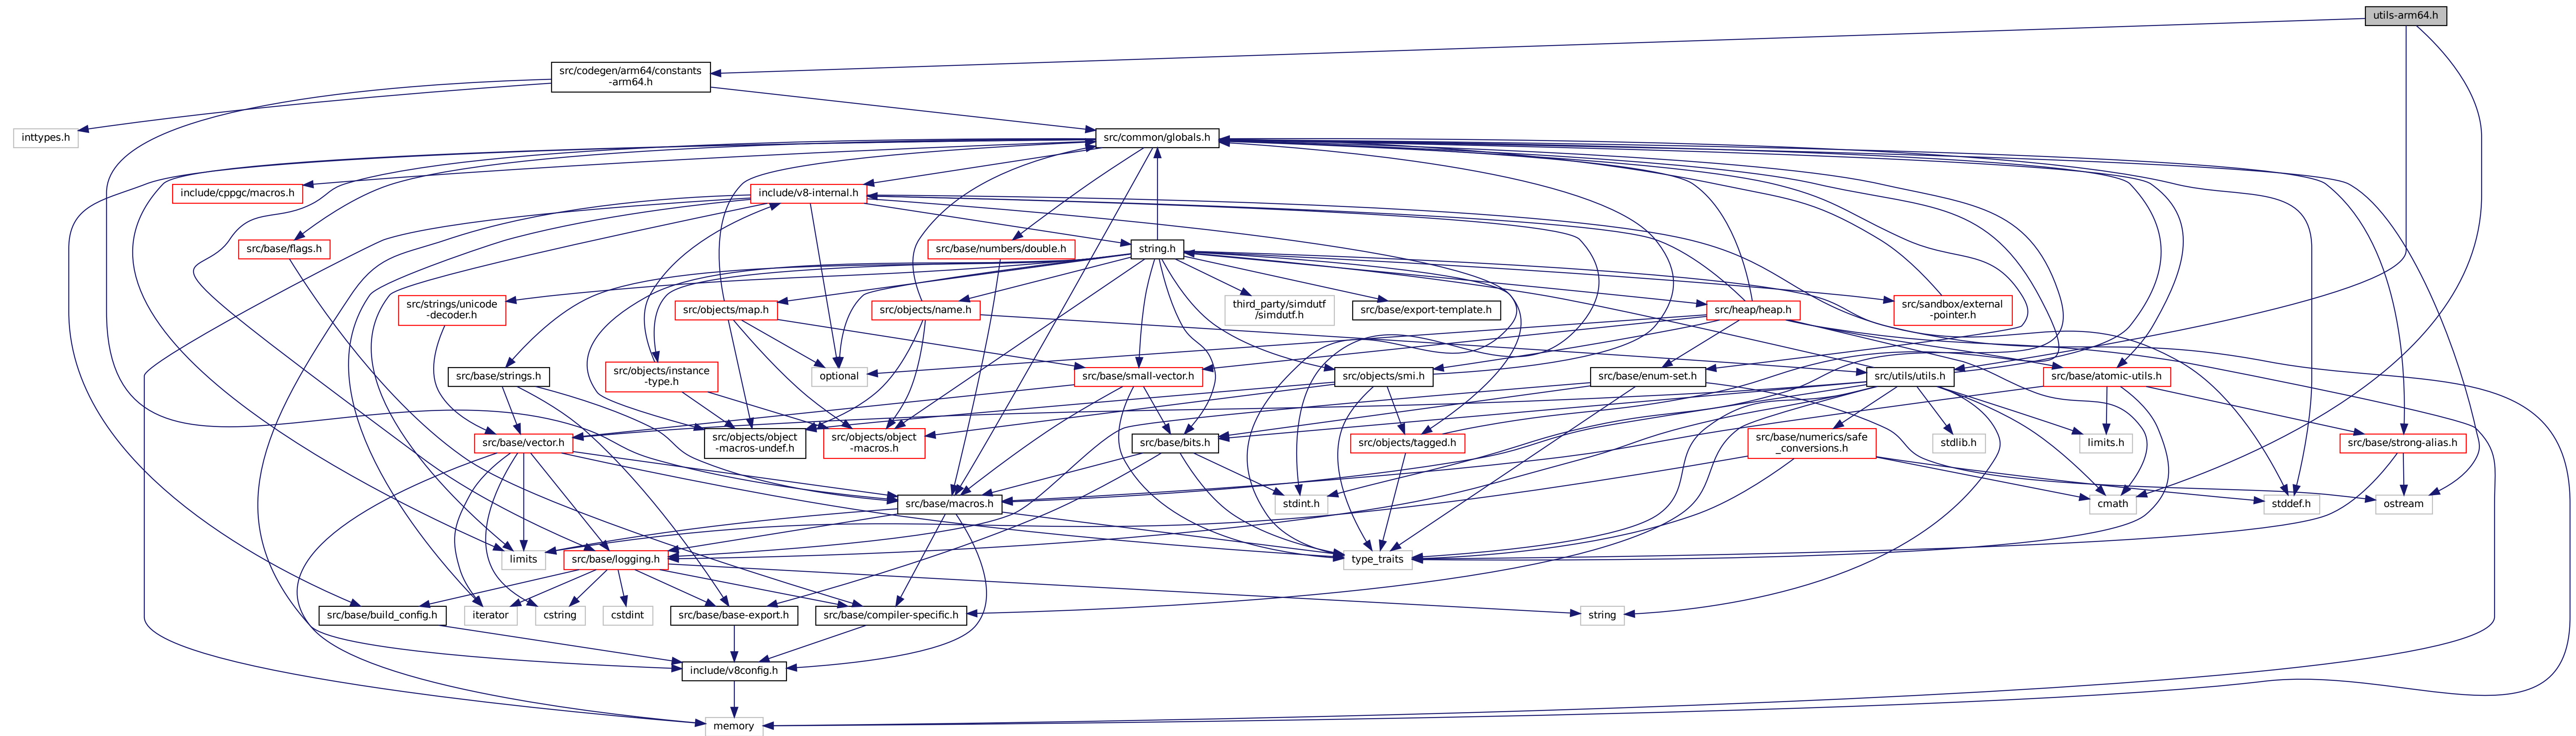 utils-arm64.h
src/codegen/arm64/constants
-arm64.h
inttypes.h
src/common/globals.h
include/cppgc/macros.h
include/v8-internal.h
src/base/flags.h
src/base/numbers/double.h
string.h
src/strings/unicode
-decoder.h
src/objects/map.h
src/objects/name.h
third_party/simdutf
/simdutf.h
src/base/export-template.h
src/heap/heap.h
src/sandbox/external
-pointer.h
src/base/strings.h
src/objects/instance
-type.h
optional
src/base/small-vector.h
src/objects/smi.h
src/base/enum-set.h
src/utils/utils.h
src/base/atomic-utils.h
src/base/vector.h
src/objects/object
-macros-undef.h
src/objects/object
-macros.h
src/base/bits.h
src/objects/tagged.h
src/base/numerics/safe
_conversions.h
stdlib.h
limits.h
src/base/strong-alias.h
src/base/macros.h
stdint.h
cmath
stddef.h
ostream
limits
src/base/logging.h
type_traits
src/base/build_config.h
iterator
cstring
cstdint
src/base/base-export.h
src/base/compiler-specific.h
string
include/v8config.h
memory